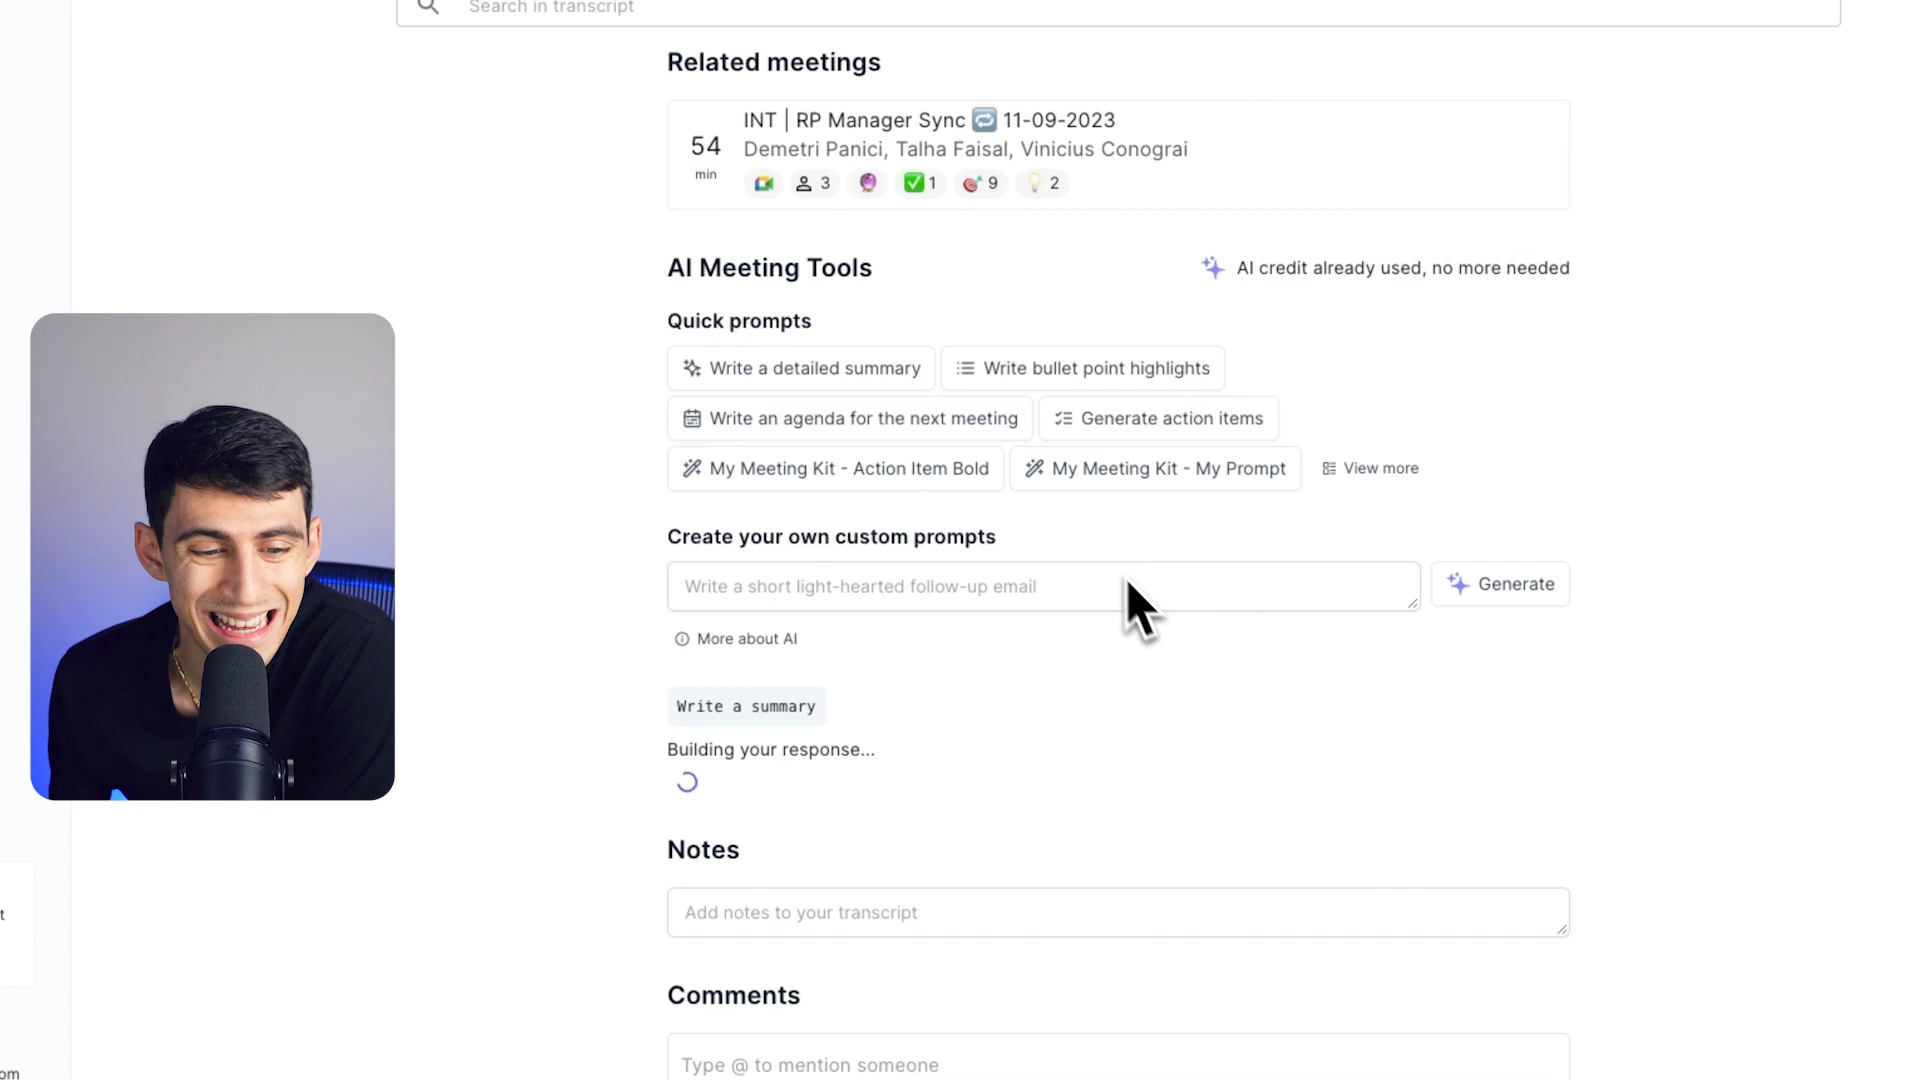 Search in transcript
Related meetings
54
min
INT | RP Manager Sync 🔁 11-09-2023
Demetri Panici, Talha Faisal, Vinicius Conograi
3
1
9
2
AI Meeting Tools
AI credit already used, no more needed
Quick prompts
Write a detailed summary
Write bullet point highlights
Write an agenda for the next meeting
Generate action items
My Meeting Kit - Action Item Bold
My Meeting Kit - My Prompt
View more
Create your own custom prompts
Write a short light-hearted follow-up email
Generate
More about AI
Write a summary
Building your response...
Notes
Add notes to your transcript
Comments
Type @ to mention someone
t
om